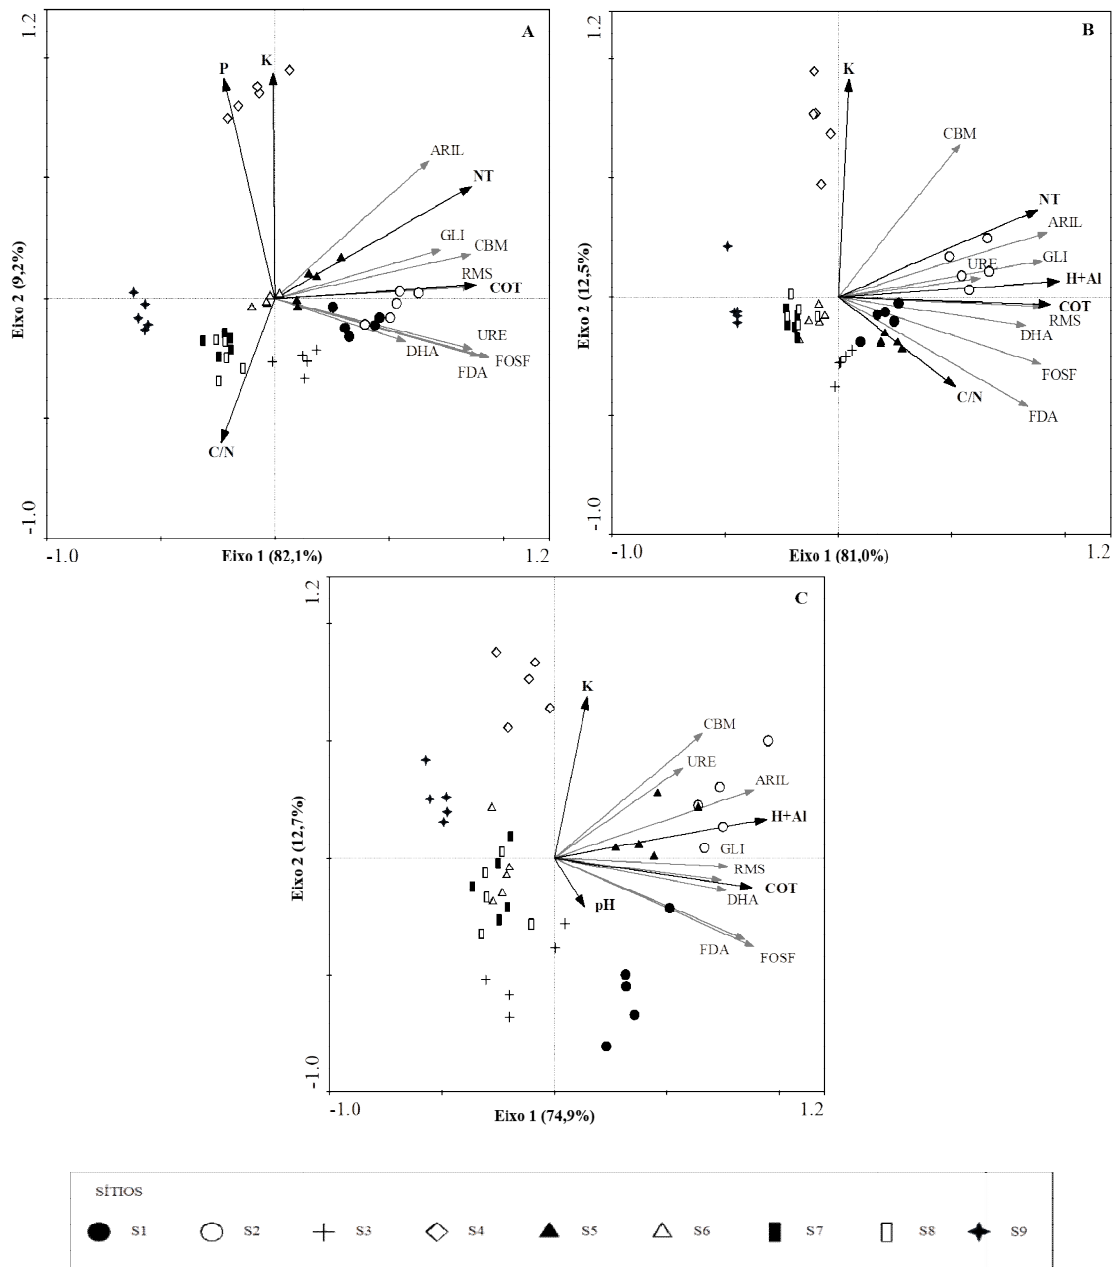 1.2
A
P
K
ARIL
NT
GLI
CBM
RMS
COT
URE
DHA
FOSF
FDA
C/N
Eixo 2 (9,2%)
-1.0
-1.0
Eixo 1 (82,1%)
1.2
1.2
B
K
CBM
NT
ARIL
GLI
URE
H+Al
COT
RMS
DHA
FOSF
C/N
FDA
Eixo 2 (12,5%)
-1.0
-1.0
Eixo 1 (81,0%)
1.2
1.2
C
K
CBM
URE
ARIL
H+Al
GLI
RMS
COT
DHA
pH
FDA
FOSF
Eixo 2 (12,7%)
-1.0
-1.0
Eixo 1 (74,9%)
1.2
SÍTIOS
S1 S2 S3 S4 S5 S6 S7 S8 S9